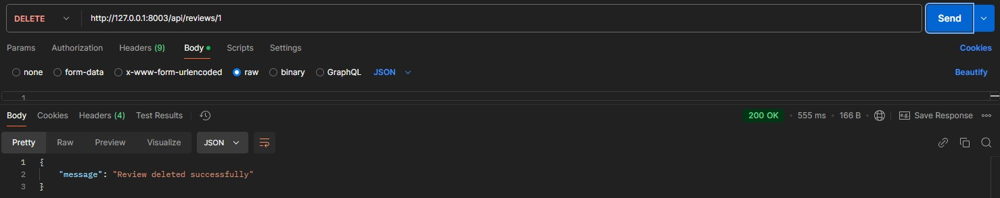 DELETE http://127.0.0.1:8003/api/reviews/1 Send
Params Authorization Headers (9) Body Scripts Settings Cookies
none form-data x-www-form-urlencoded raw binary GraphQL JSON Beautify
1
Body Cookies Headers (4) Test Results 200 OK 555 ms 166 B e.g. Save Response
Pretty Raw Preview Visualize JSON
1 {
2 "message": "Review deleted successfully"
3 }